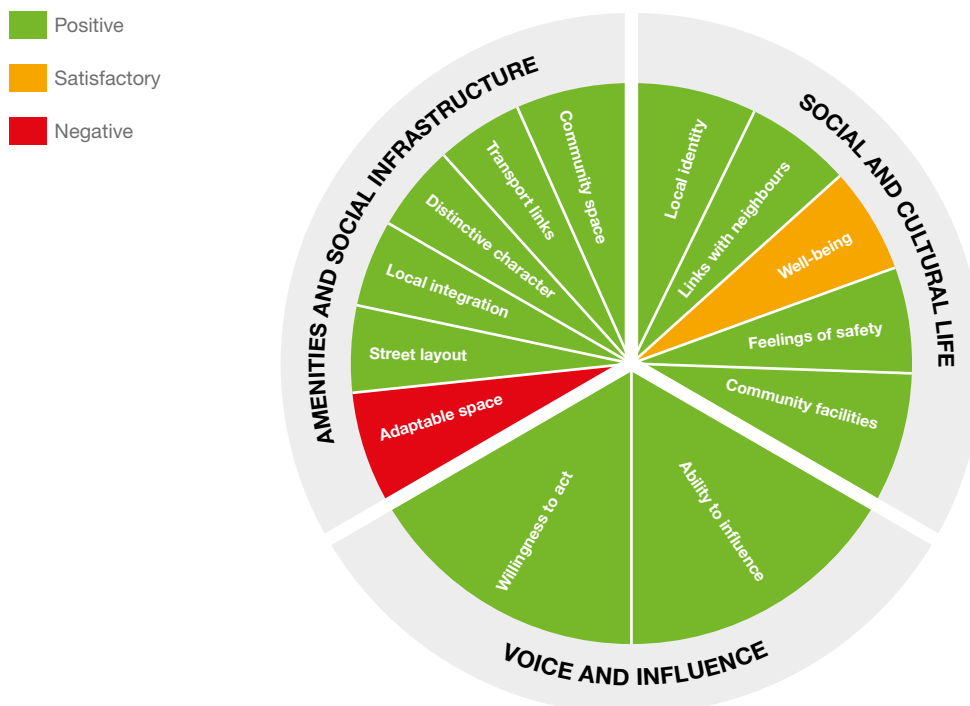 Positive
Satisfactory
Negative
AMENITIES AND SOCIAL INFRASTRUCTURE
Community space
Transport links
Distinctive character
Local integration
Street layout
Adaptable space
SOCIAL AND CULTURAL LIFE
Local identity
Links with neighbours
Well-being
Feelings of safety
Community facilities
VOICE AND INFLUENCE
Willingness to act
Ability to influence